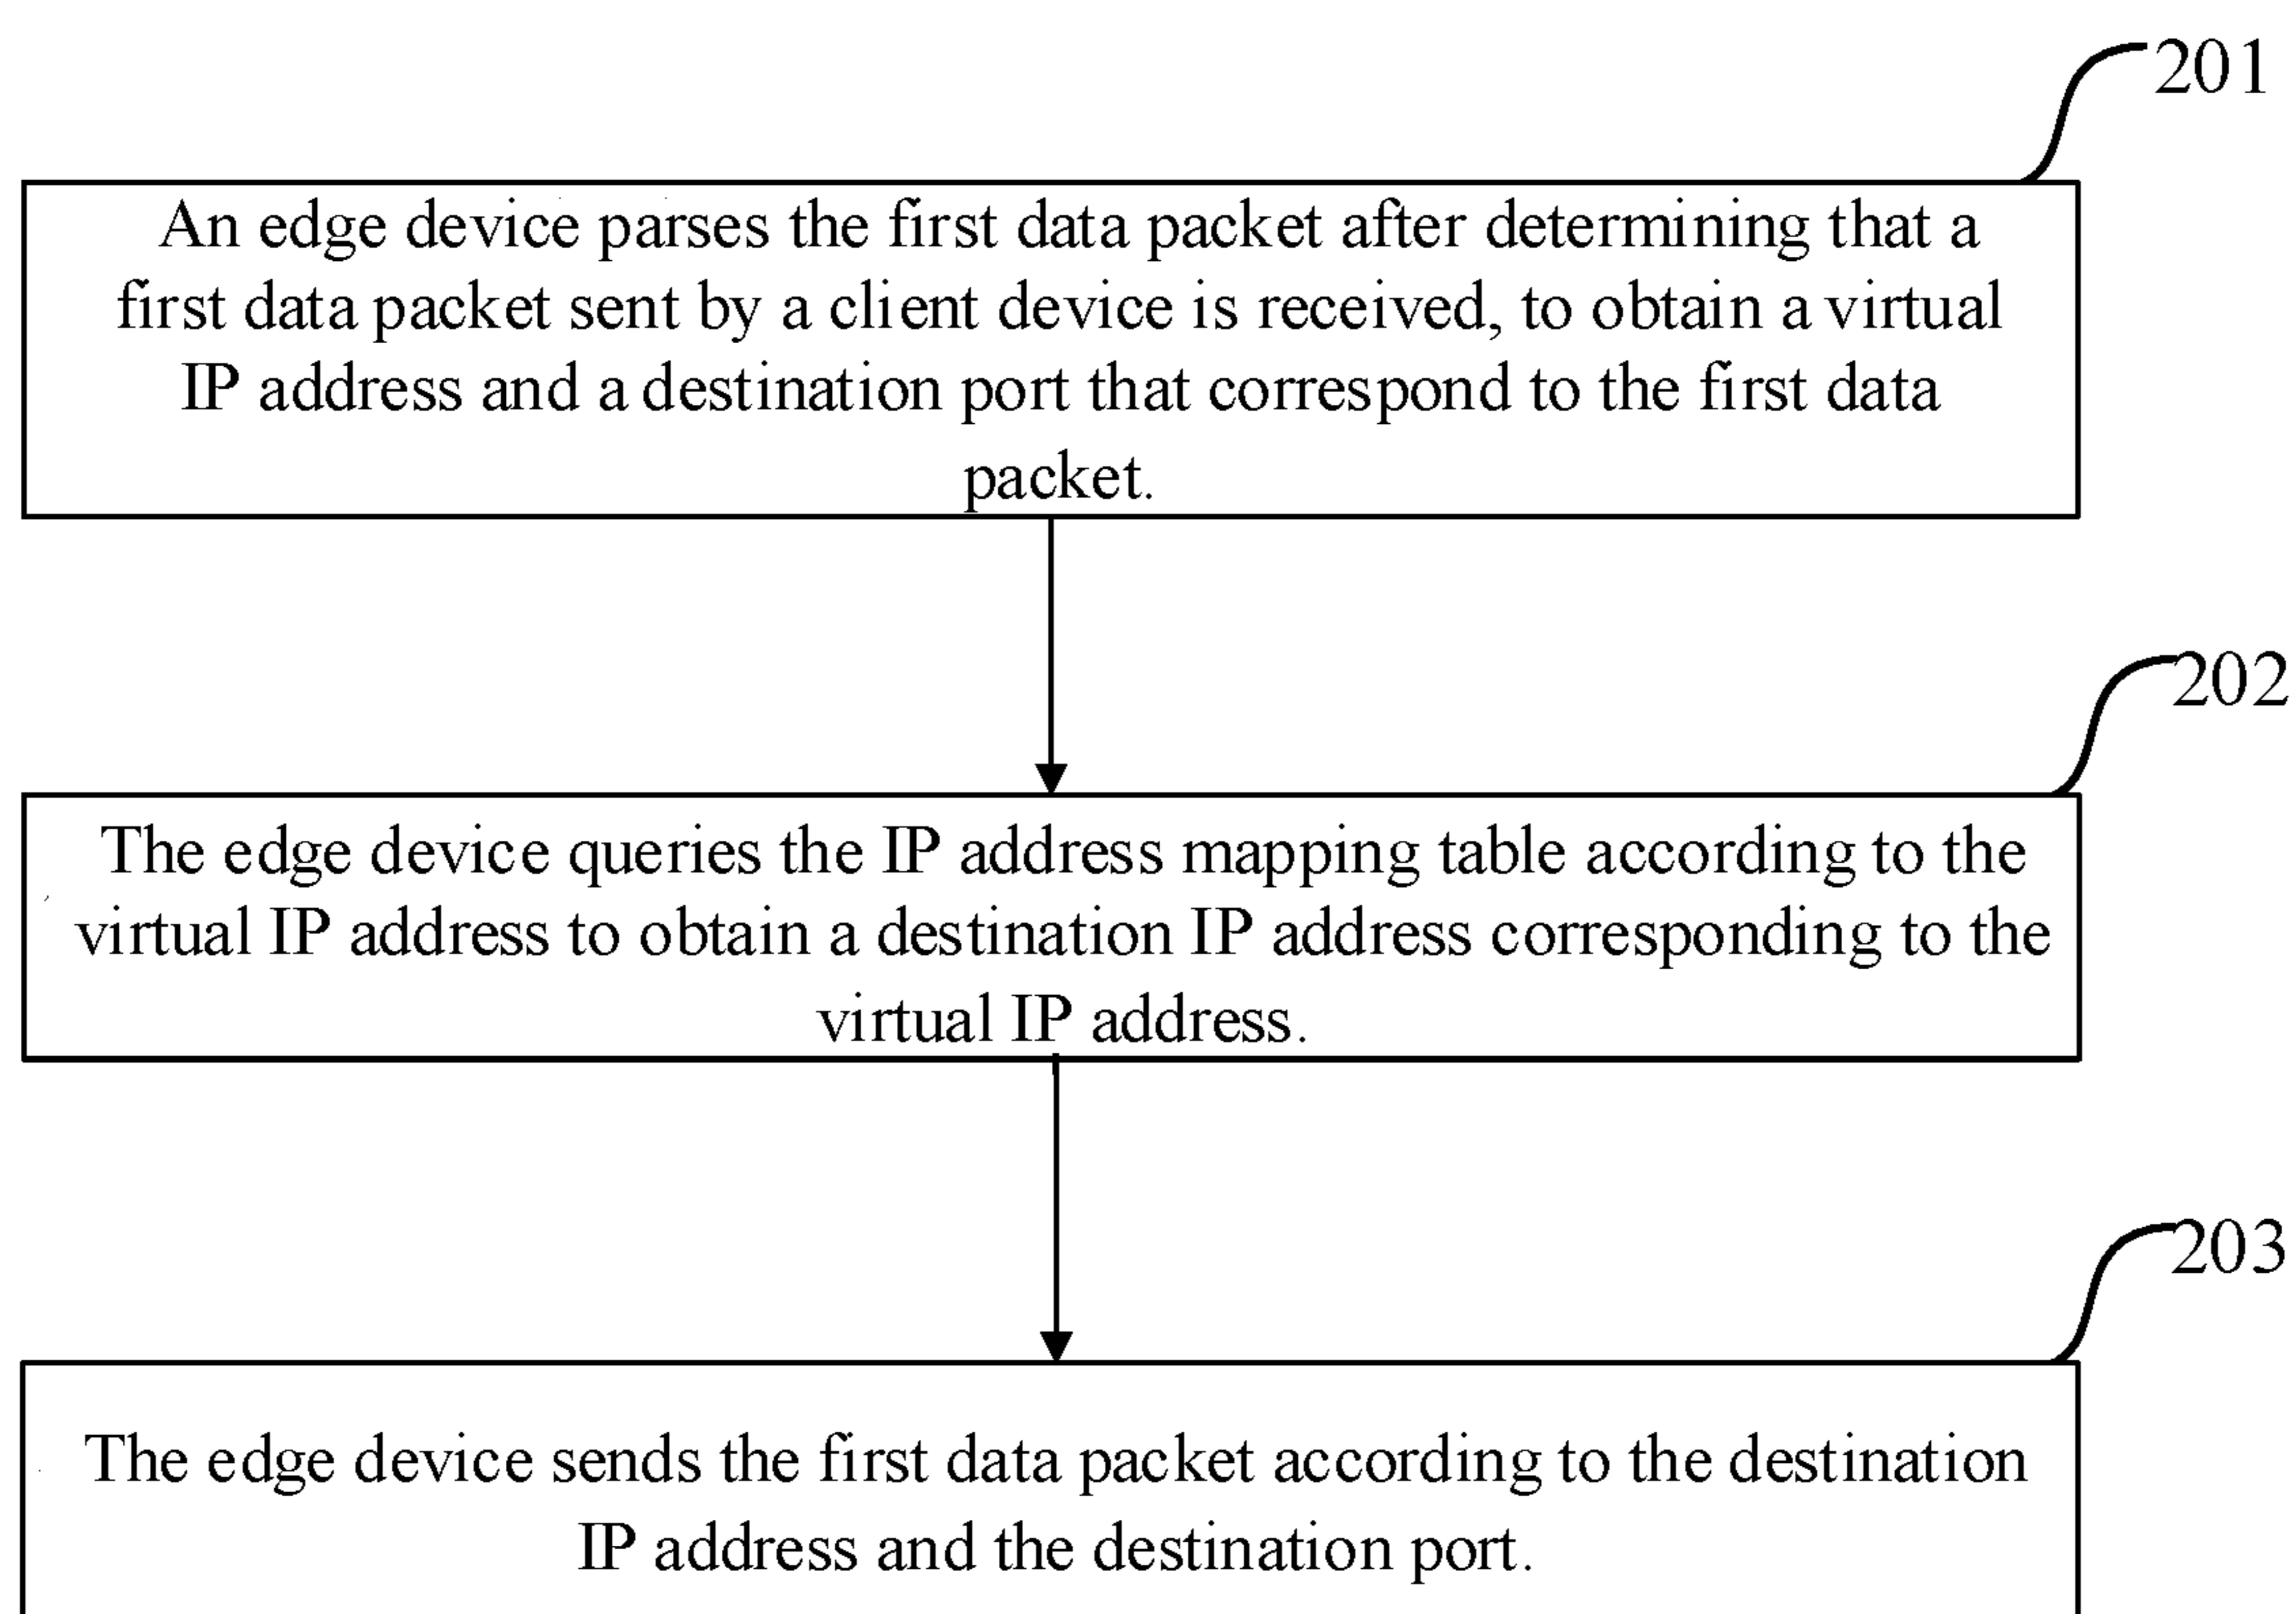 201
An edge device parses the first data packet after determining that a
first data packet sent by a client device is received, to obtain a virtual
IP address and a destination port that correspond to the first data
packet.
202
The edge device queries the IP address mapping table according to the
virtual IP address to obtain a destination IP address corresponding to the
virtual IP address.
203
The edge device sends the first data packet according to the destination
IP address and the destination port.